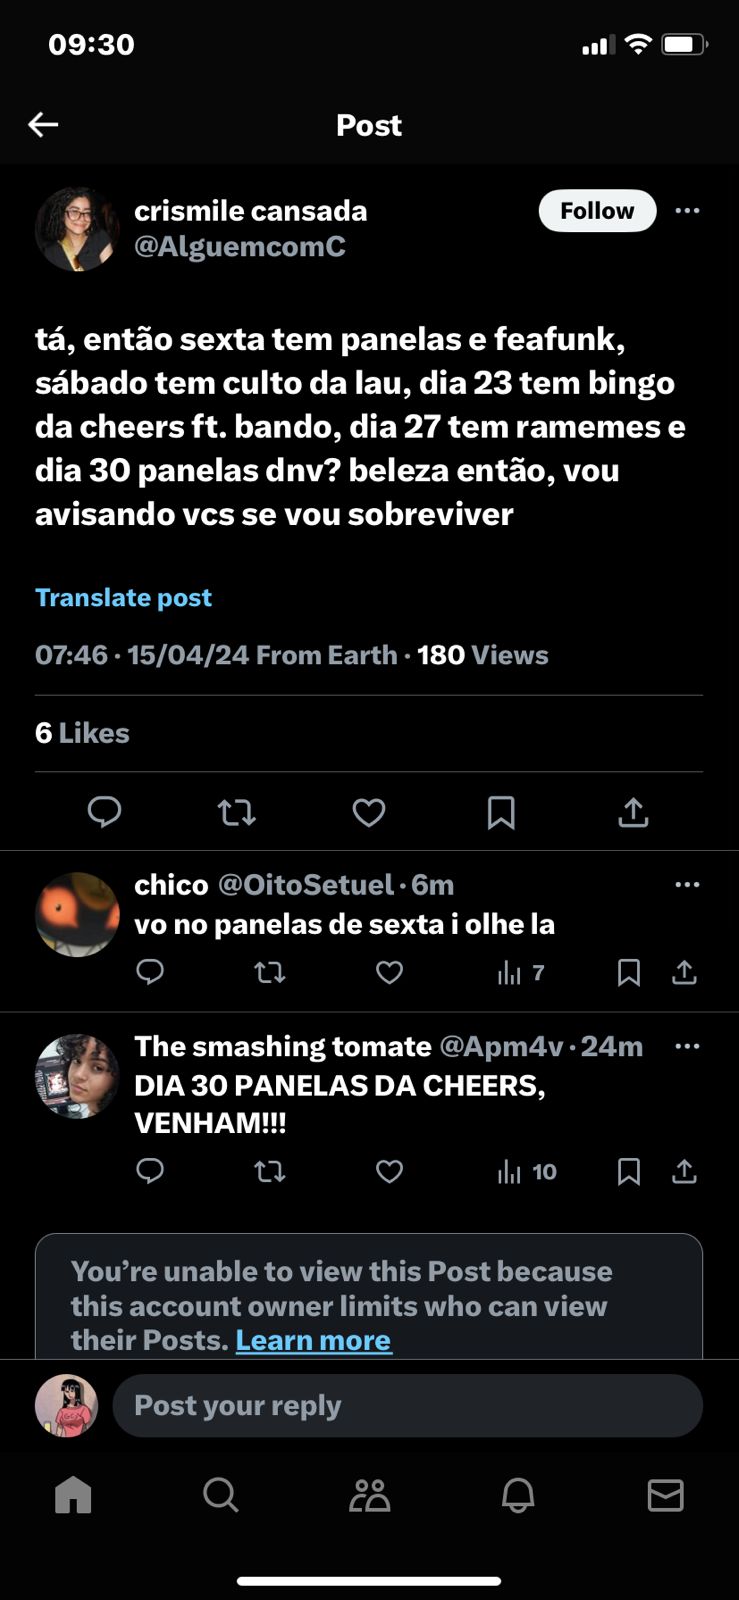 09:30
Post
crismile cansada
Follow
@AlguemcomC
tá, então sexta tem panelas e feafunk,
sábado tem culto da lau, dia 23 tem bingo
da cheers ft. bando, dia 27 tem ramemes e
dia 30 panelas dnv? beleza então, vou
avisando vcs se vou sobreviver
Translate post
07:46 · 15/04/24 From Earth · 180 Views
6 Likes
chico @OitoSetuel · 6m
vo no panelas de sexta i olhe la
7
The smashing tomate @Apm4v · 24m
DIA 30 PANELAS DA CHEERS,
VENHAM!!!
10
You’re unable to view this Post because
this account owner limits who can view
their Posts. Learn more
Post your reply